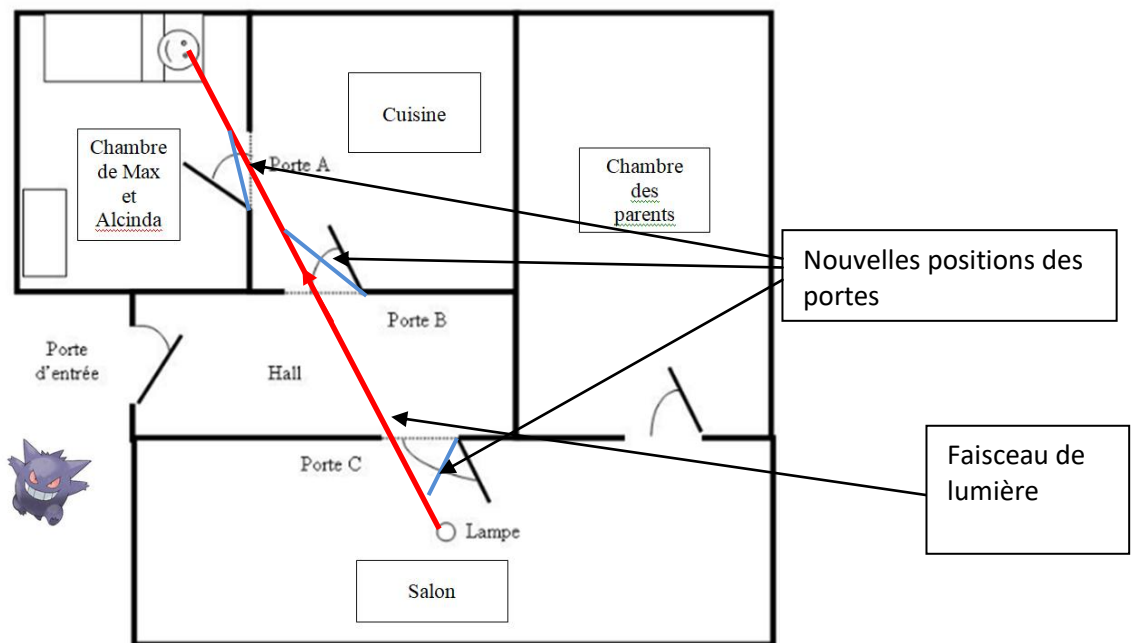 Cuisine
Chambre
de Max
et
Alcinda
Porte A
Chambre
des
parents
Nouvelles positions des
portes
Porte B
Porte
d'entrée
Hall
Porte C
Faisceau de
lumière
Lampe
Salon